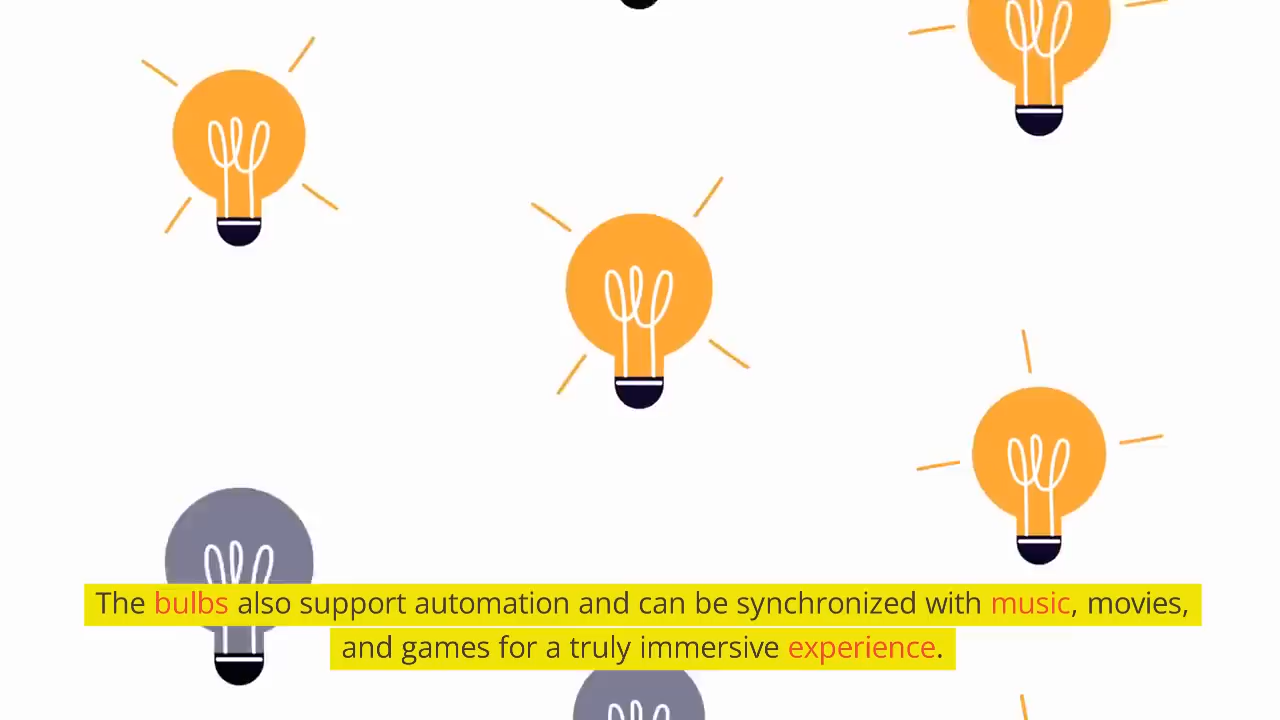 The bulbs also support automation and can be synchronized with music, movies,
and games for a truly immersive experience.